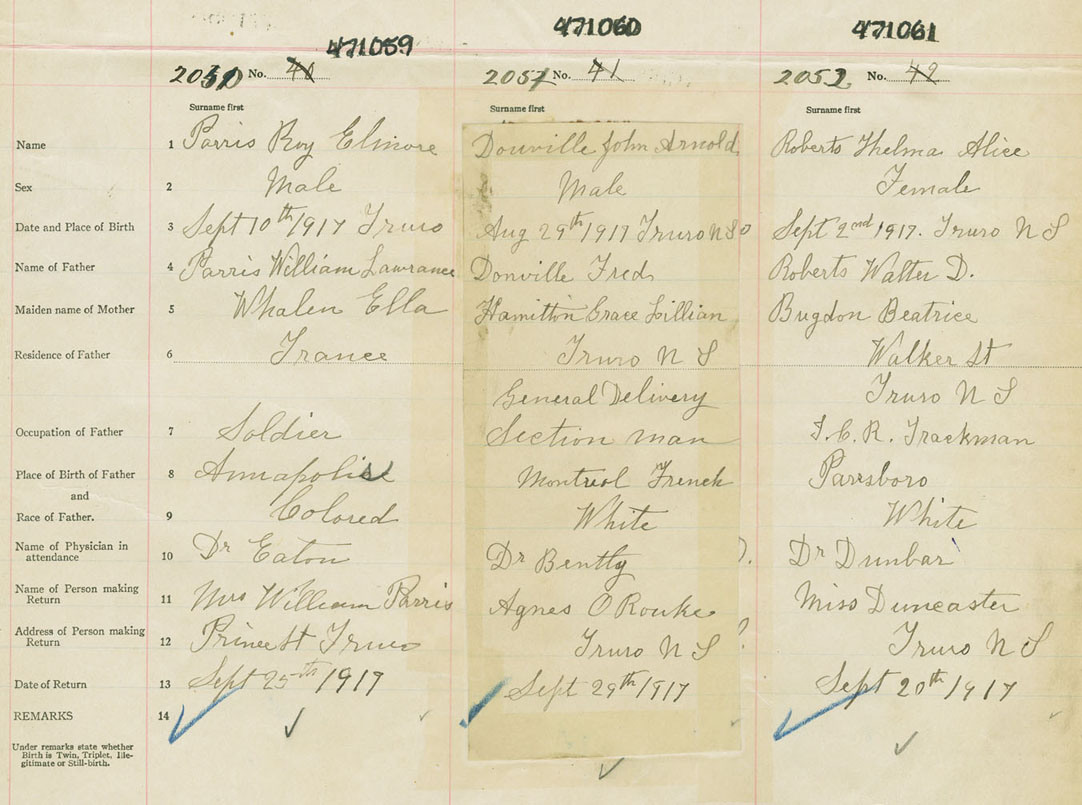 471059
471060
471061
2050 No. 40
2051 No. 41
2052 No. 42
Surname first
Surname first
Surname first
Name 1 Parris Roy Elmore Donville John Arnold Roberts Thelma Alice
Sex 2 Male Male Female
Date and Place of Birth 3 Sept 10th 1917 Truro Aug 29th 1917 Truro N S Sept 2nd 1917. Truro N S
Name of Father 4 Parris William Lawrance Donville Fred Roberts Walter D.
Maiden name of Mother 5 Whalen Ella Hamitton Grace Lillian Bugdon Beatrice
Residence of Father 6 France Truro N S Walker St
General Delivery Truro N S
Occupation of Father 7 Soldier Section man I.C.R. Trackman
Place of Birth of Father 8 Annapolis Montreal French Parrsboro
and
Race of Father. 9 Colored White White
Name of Physician in
attendance 10 Dr Eaton Dr Bently Dr Dunbar
Name of Person making
Return 11 Mrs William Parris Agnes O Rouke Miss Duncaster
Address of Person making
Return 12 Prince St Truro Truro N S ? Truro N S
Date of Return 13 Sept 25th 1917 Sept 29th 1917 Sept 20th 1917
REMARKS 14
Under remarks state whether
Birth is Twin, Triplet, Ille-
gitimate or Still-birth.